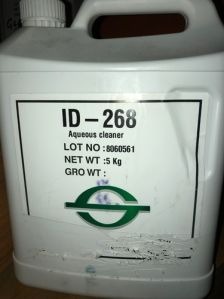 ID-268
Aqueous cleaner
LOT NO : 8060561
NET WT : 5 Kg
GRO WT :